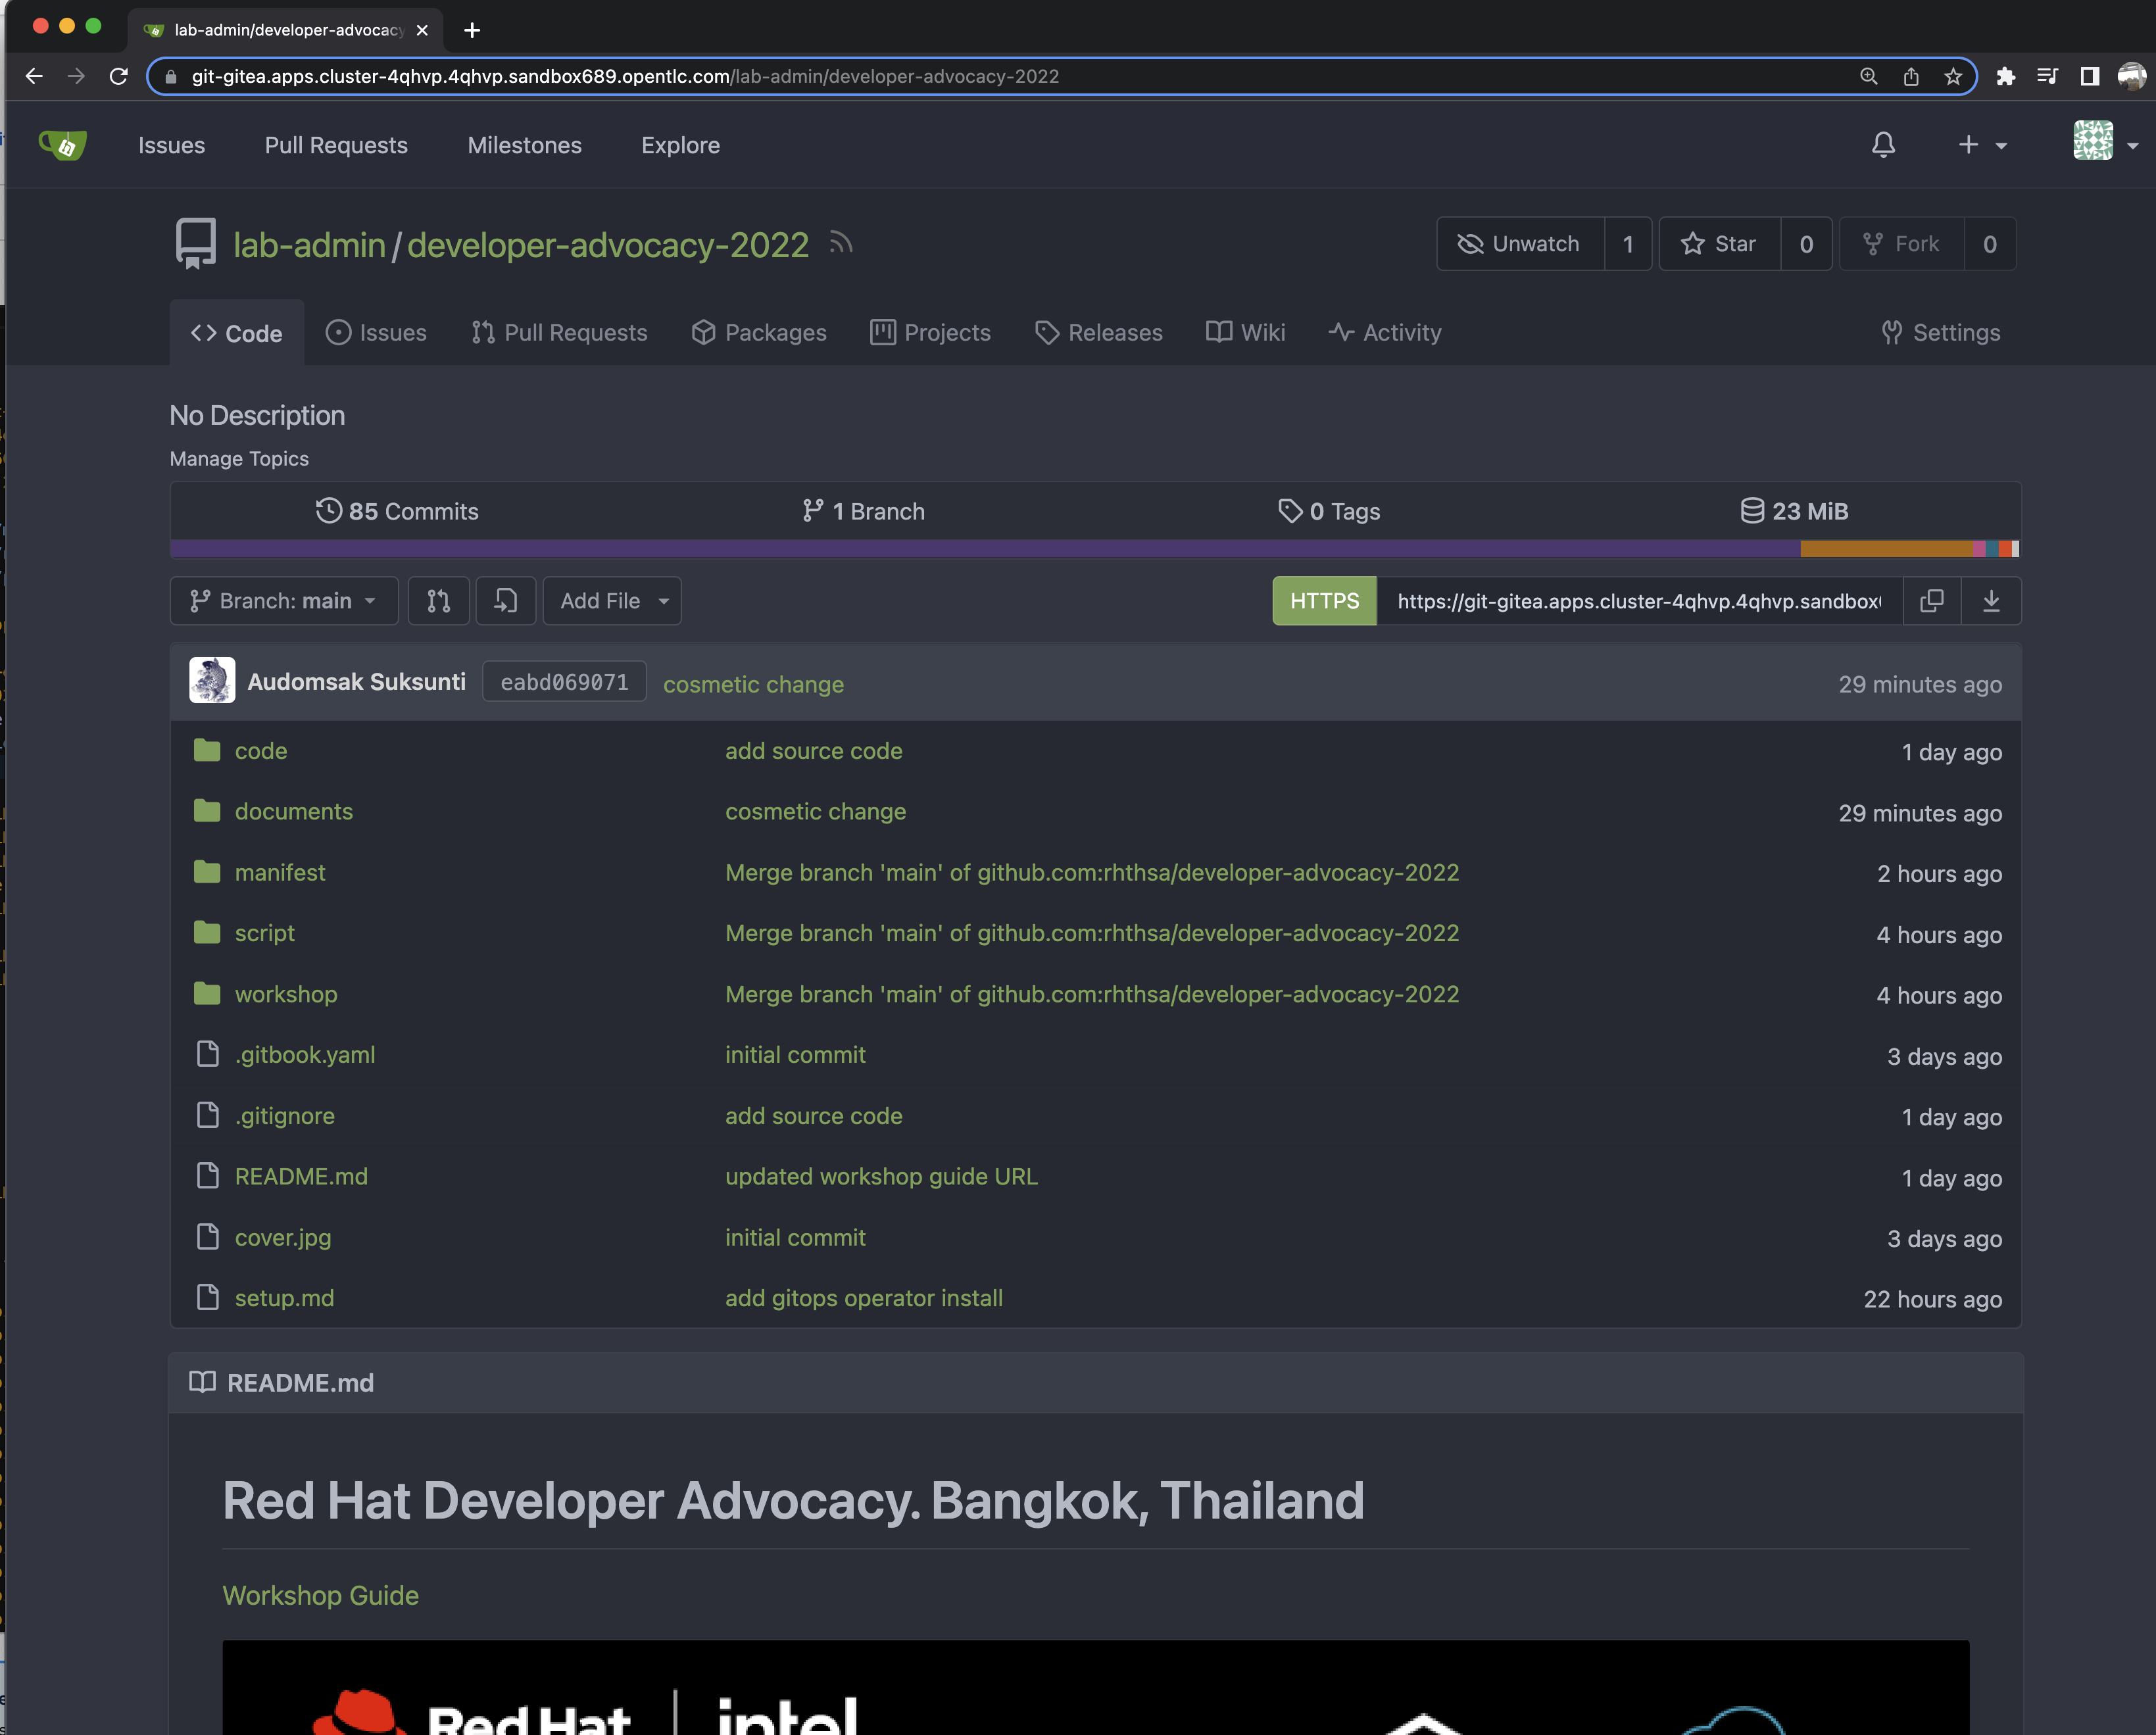 lab-admin/developer-advocacy
git-gitea.apps.cluster-4qhvp.4qhvp.sandbox689.opentlc.com/lab-admin/developer-advocacy-2022
Issues Pull Requests Milestones Explore
lab-admin/developer-advocacy-2022
Unwatch 1 Star 0 Fork 0
Code Issues Pull Requests Packages Projects Releases Wiki Activity Settings
No Description
Manage Topics
85 Commits 1 Branch 0 Tags 23 MiB
Branch: main Add File HTTPS https://git-gitea.apps.cluster-4qhvp.4qhvp.sandbox
Audomsak Suksunti eabd069071 cosmetic change 29 minutes ago
code add source code 1 day ago
documents cosmetic change 29 minutes ago
manifest Merge branch 'main' of github.com:rhthsa/developer-advocacy-2022 2 hours ago
script Merge branch 'main' of github.com:rhthsa/developer-advocacy-2022 4 hours ago
workshop Merge branch 'main' of github.com:rhthsa/developer-advocacy-2022 4 hours ago
.gitbook.yaml initial commit 3 days ago
.gitignore add source code 1 day ago
README.md updated workshop guide URL 1 day ago
cover.jpg initial commit 3 days ago
setup.md add gitops operator install 22 hours ago
README.md
Red Hat Developer Advocacy. Bangkok, Thailand
Workshop Guide
Red Hat | intel